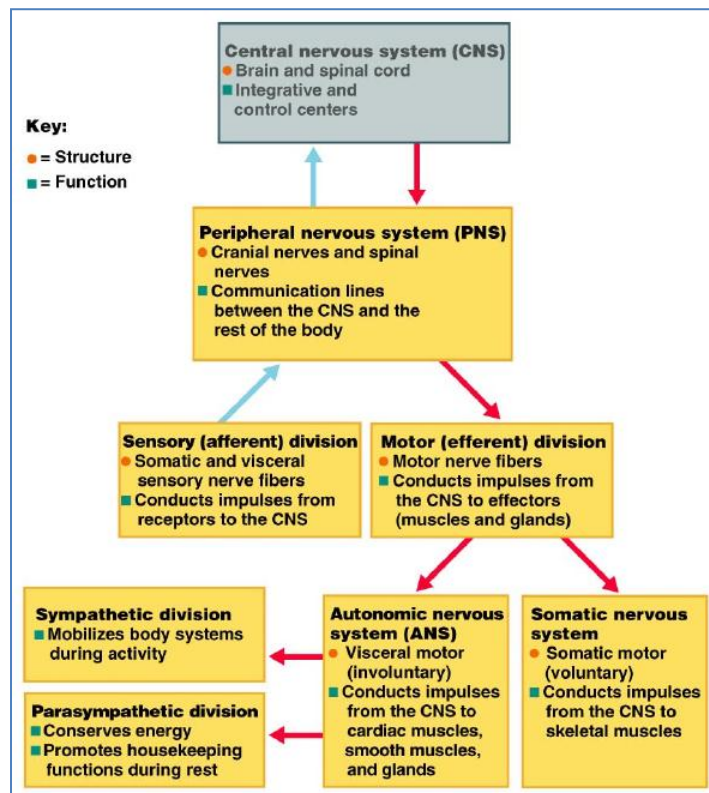 Central nervous system (CNS)
Brain and spinal cord
Integrative and
control centers
Key:
= Structure
= Function
Peripheral nervous system (PNS)
Cranial nerves and spinal
nerves
Communication lines
between the CNS and the
rest of the body
Sensory (afferent) division
Somatic and visceral
sensory nerve fibers
Conducts impulses from
receptors to the CNS
Motor (efferent) division
Motor nerve fibers
Conducts impulses from
the CNS to effectors
(muscles and glands)
Sympathetic division
Mobilizes body systems
during activity
Parasympathetic division
Conserves energy
Promotes housekeeping
functions during rest
Autonomic nervous
system (ANS)
Visceral motor
(involuntary)
Conducts impulses
from the CNS to
cardiac muscles,
smooth muscles,
and glands
Somatic nervous
system
Somatic motor
(voluntary)
Conducts impulses
from the CNS to
skeletal muscles